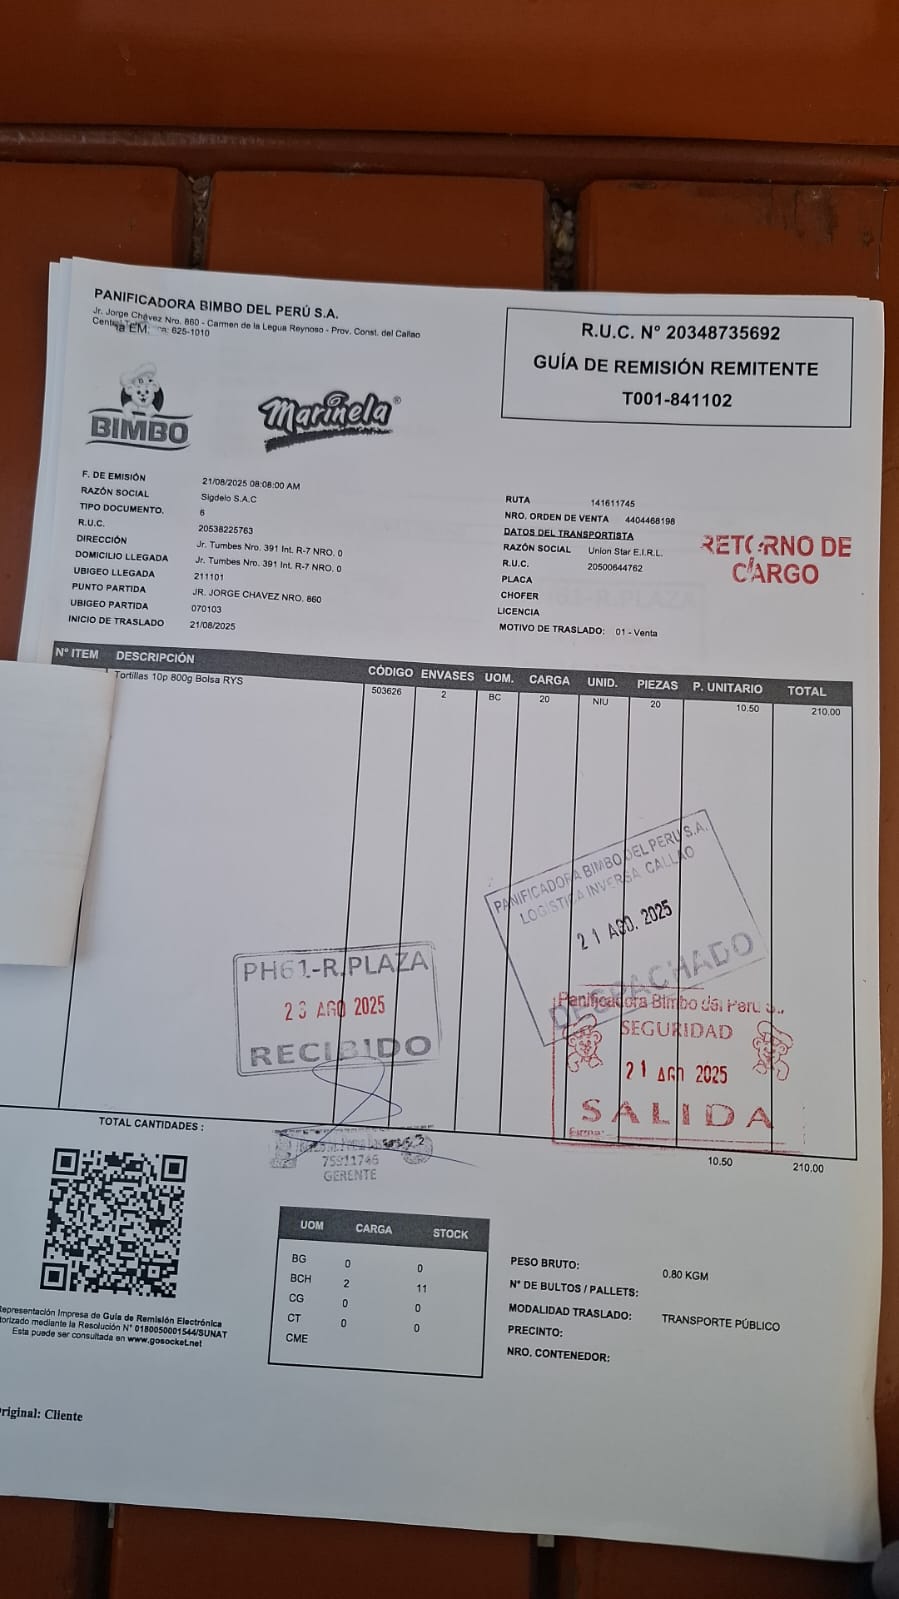 PANIFICADORA BIMBO DEL PERÚ S.A.
Jr. Jorge Chávez Nro. 860 - Carmen de la Legua Reynoso - Prov. Const. del Callao
625-1010
R.U.C. N° 20348735692
GUÍA DE REMISIÓN REMITENTE
T001-841102
BIMBO
Marinela®
F. DE EMISIÓN 21/08/2025 08:08:00 AM
RAZÓN SOCIAL Sigdelo S.A.C
TIPO DOCUMENTO. 6
R.U.C. 20538225763
DIRECCIÓN Jr. Tumbes Nro. 391 Int. R-7 NRO. 0
DOMICILIO LLEGADA Jr. Tumbes Nro. 391 Int. R-7 NRO. 0
UBIGEO LLEGADA 211101
PUNTO PARTIDA JR. JORGE CHAVEZ NRO. 860
UBIGEO PARTIDA 070103
INICIO DE TRASLADO 21/08/2025
RUTA 141611745
NRO. ORDEN DE VENTA 4404468198
DATOS DEL TRANSPORTISTA
RAZÓN SOCIAL Union Star E.I.R.L.
R.U.C. 20500644762
PLACA
CHOFER
LICENCIA
MOTIVO DE TRASLADO: 01 - Venta
RETORNO DE
CARGO
N° ITEM DESCRIPCIÓN CÓDIGO ENVASES UOM. CARGA UNID. PIEZAS P. UNITARIO TOTAL
Tortillas 10p 800g Bolsa RYS 503626 2 BC 20 NIU 20 10.50 210.00
PANIFICADORA BIMBO DEL PERU S.A.
LOGISTICA INVERSA CALLAO
21 AGO. 2025
DESPACHADO
PH61-R.PLAZA
23 AGO 2025
RECIBIDO
Panificadora Bimbo del Peru S.
SEGURIDAD
21 AGO 2025
SALIDA
75911746
GERENTE
TOTAL CANTIDADES :
10.50 210.00
UOM CARGA STOCK
BG 0 0
BCH 2 11
CG 0 0
CT 0 0
CME
PESO BRUTO: 0.80 KGM
N° DE BULTOS / PALLETS:
MODALIDAD TRASLADO: TRANSPORTE PÚBLICO
PRECINTO:
NRO. CONTENEDOR:
epresentación Impresa de Guía de Remisión Electrónica
torizado mediante la Resolución N° 0180050001544/SUNAT
Esta puede ser consultada en www.gosocket.net
riginal: Cliente